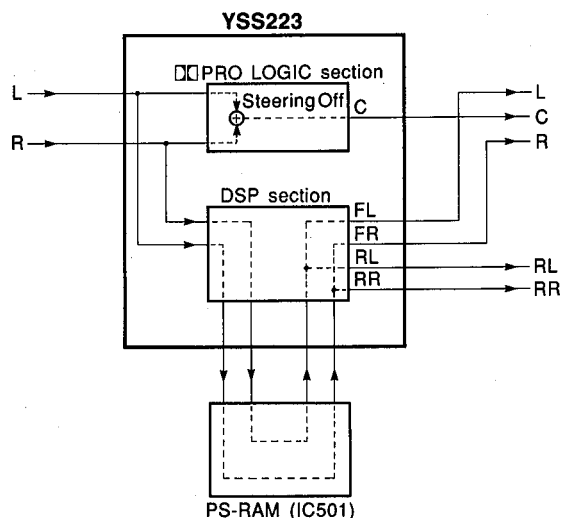 YSS223
PRO LOGIC section
L
Steering Off
L
C
C
R
R
DSP section
FL
FR
RL
RL
RR
RR
PS-RAM (IC501)